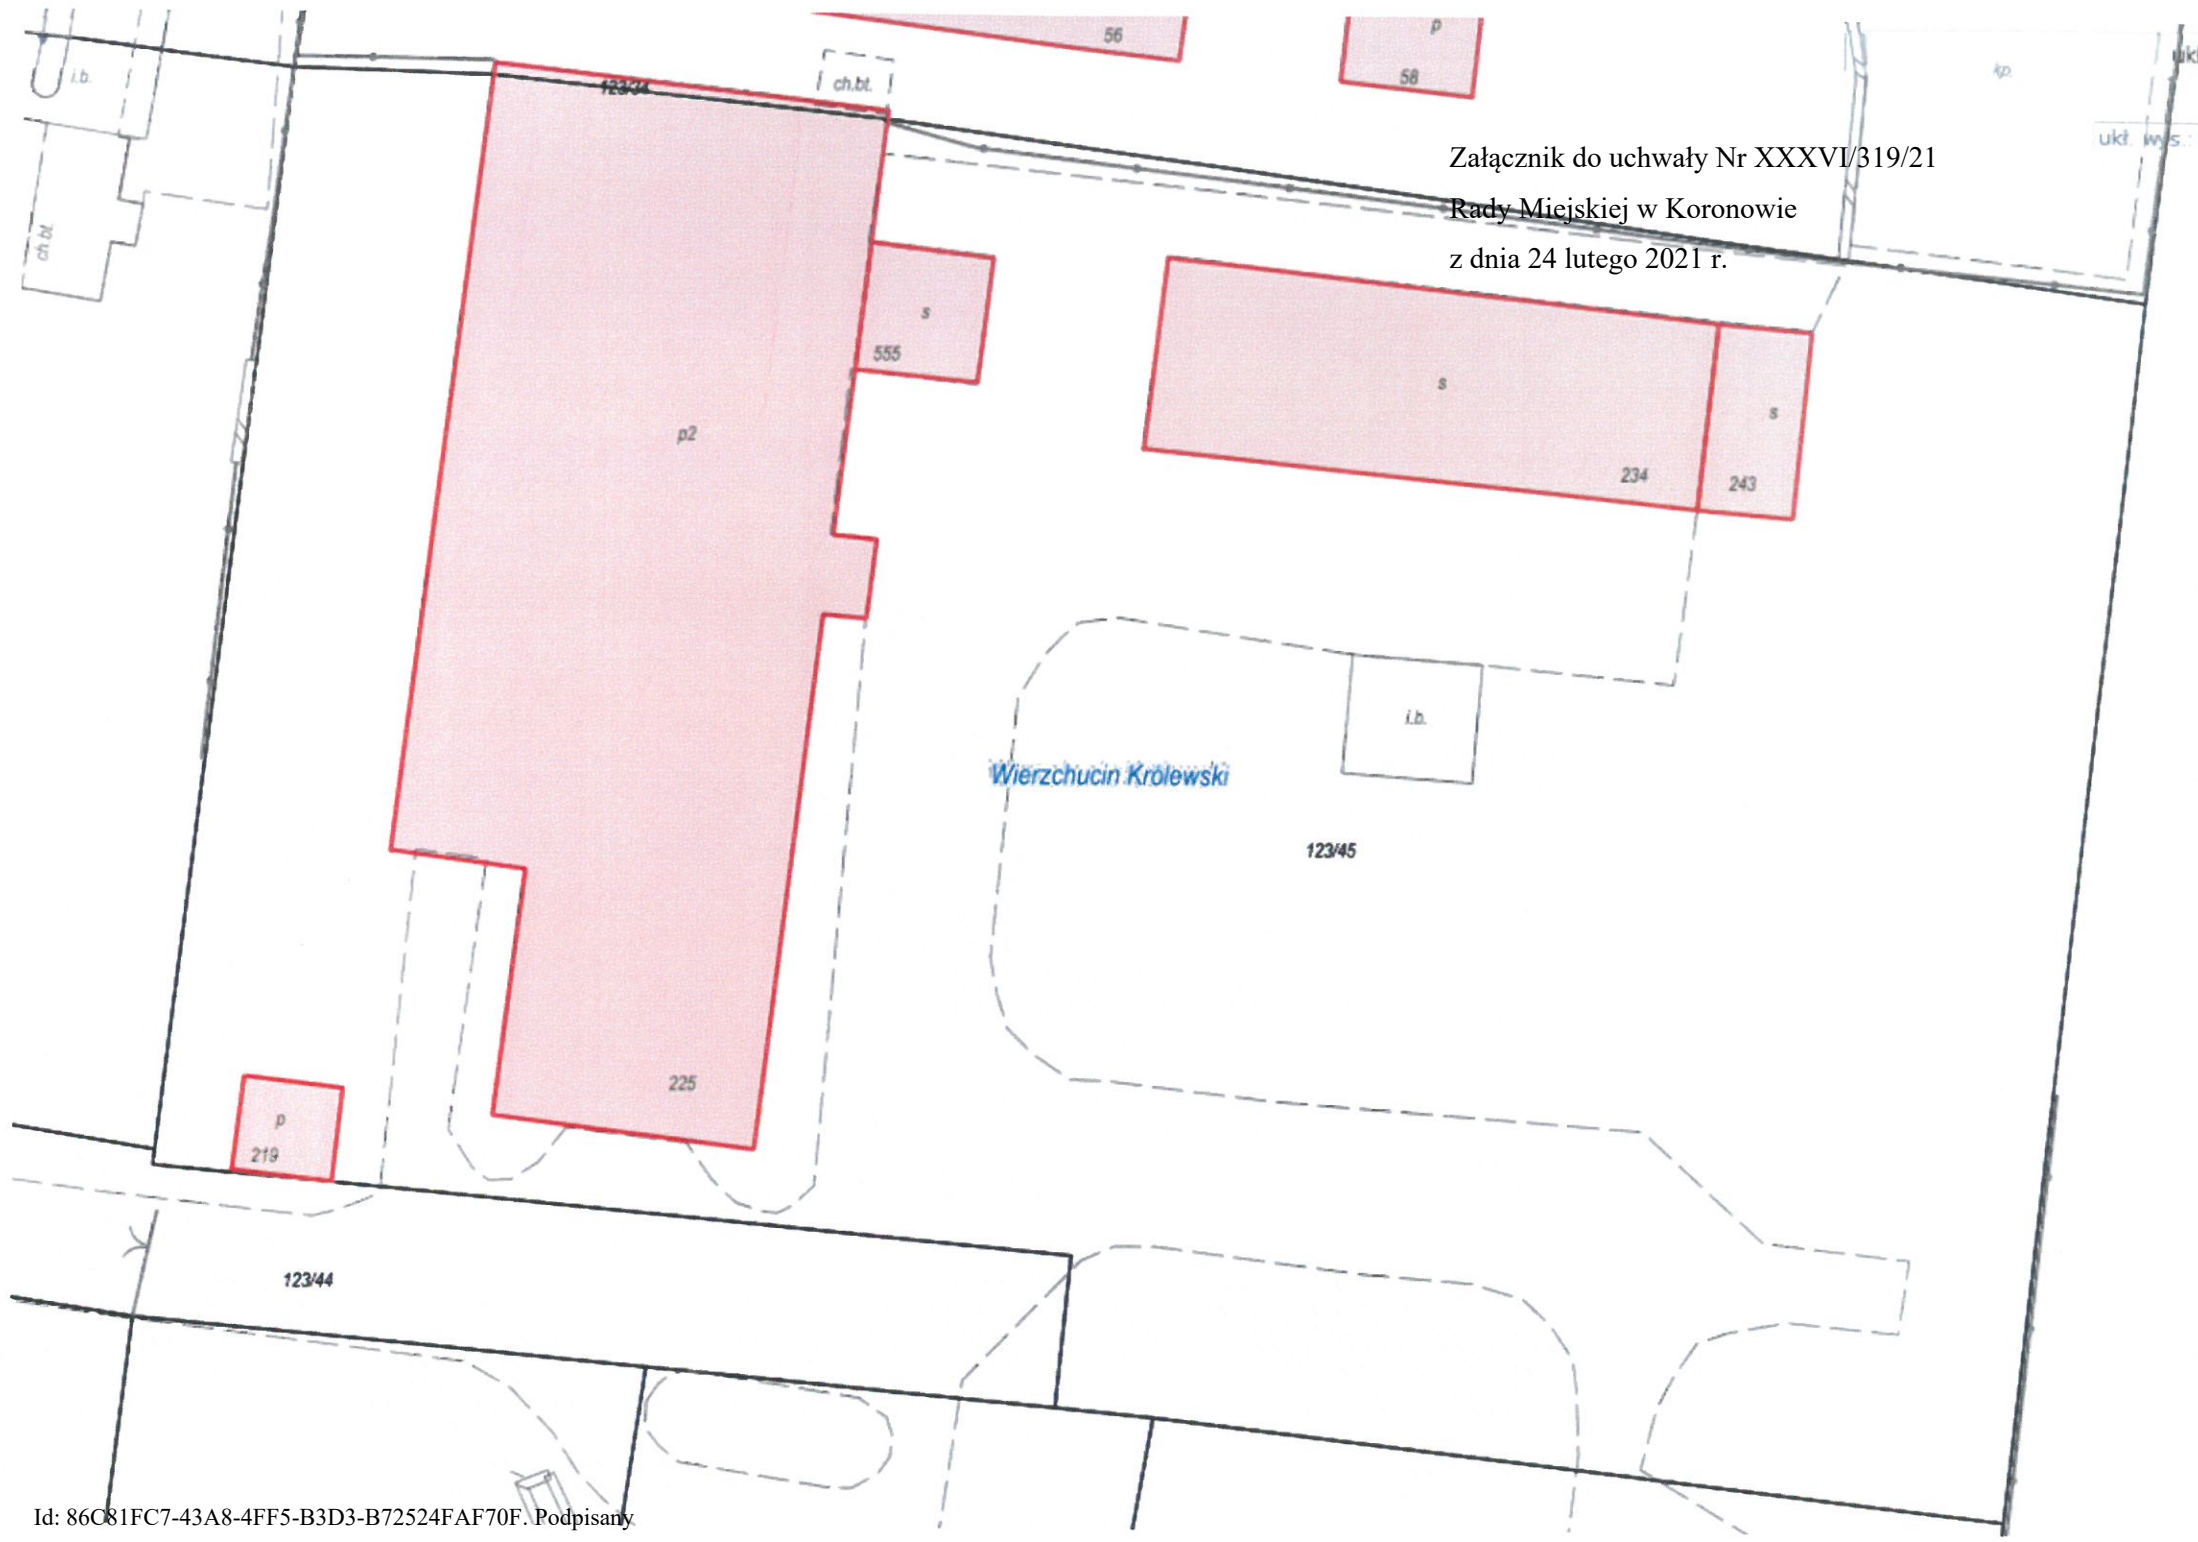 56
p
58
i.b.
123/34
ch.bt.
kp.
ukł. wys.:
Załącznik do uchwały Nr XXXVI/319/21
Rady Miejskiej w Koronowie
z dnia 24 lutego 2021 r.
ch.bt.
s
555
s
s
p2
234
243
i.b.
Wierzchucin Królewski
123/45
225
p
219
123/44
Id: 86C81FC7-43A8-4FF5-B3D3-B72524FAF70F. Podpisany